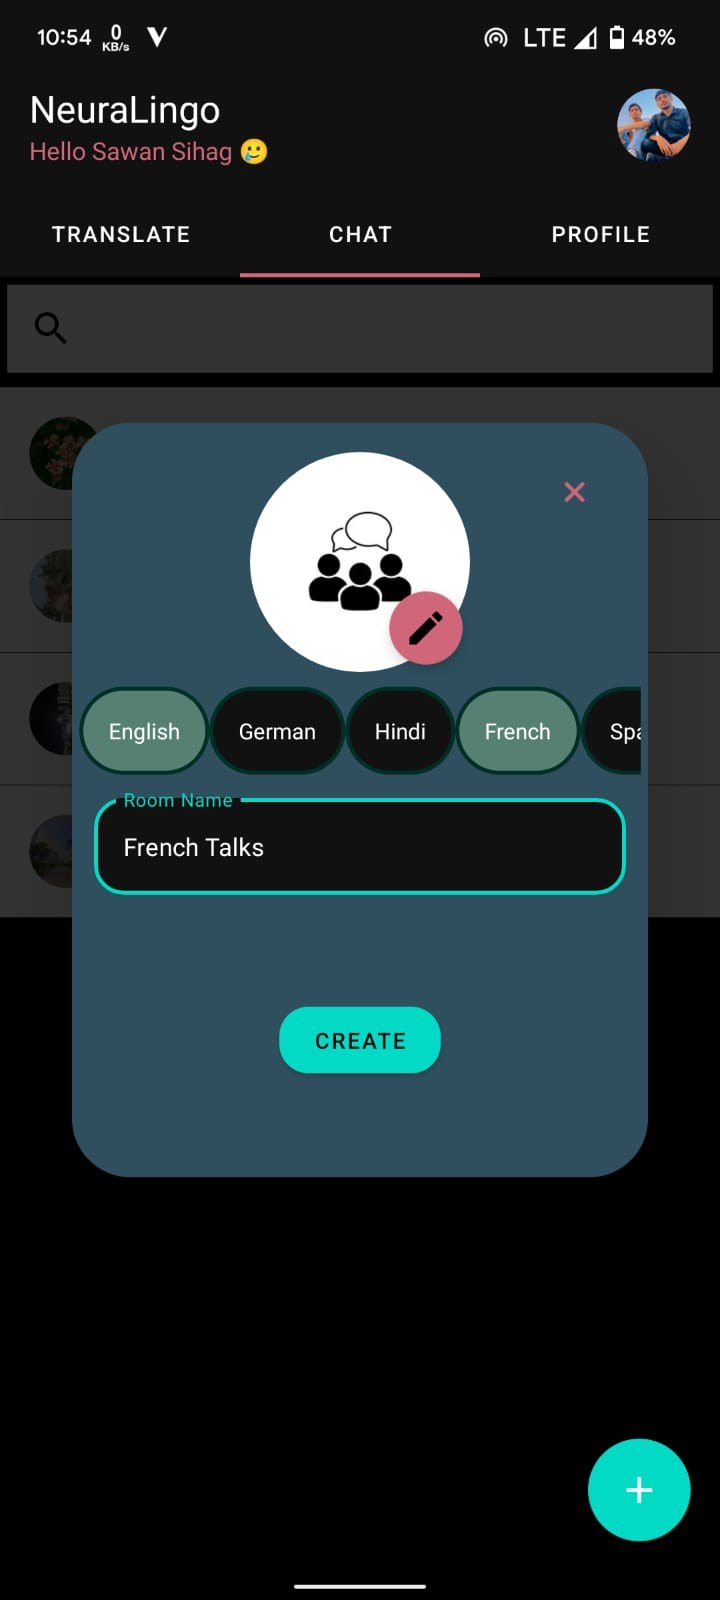 10:54 0 KB/s LTE 48%
NeuraLingo
Hello Sawan Sihag 🥲
TRANSLATE CHAT PROFILE
English German Hindi French Spa
Room Name
French Talks
CREATE